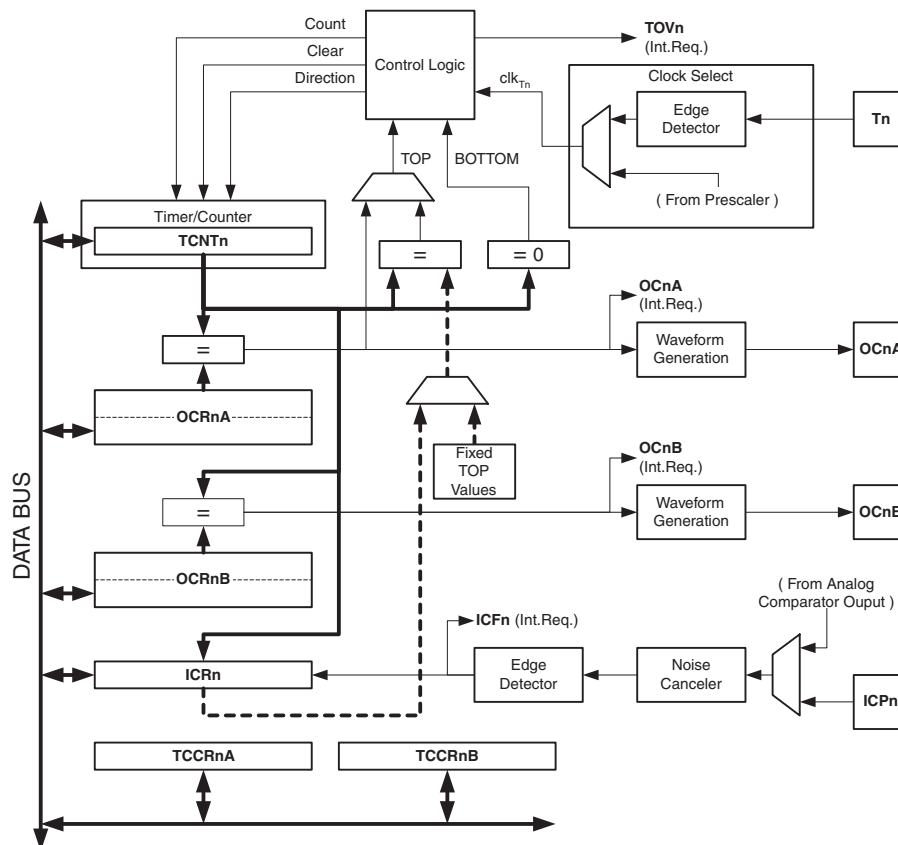 Count
Clear
Direction
Control Logic
TOVn
(Int.Req.)
clkTn
Clock Select
Edge
Detector
Tn
( From Prescaler )
TOP
BOTTOM
Timer/Counter
TCNTn
=
= 0
OCnA
(Int.Req.)
=
Waveform
Generation
OCnA
OCRnA
Fixed
TOP
Values
OCnB
(Int.Req.)
=
Waveform
Generation
OCnB
DATA BUS
OCRnB
( From Analog
Comparator Ouput )
ICFn (Int.Req.)
ICRn
Edge
Detector
Noise
Canceler
ICPn
TCCRnA
TCCRnB